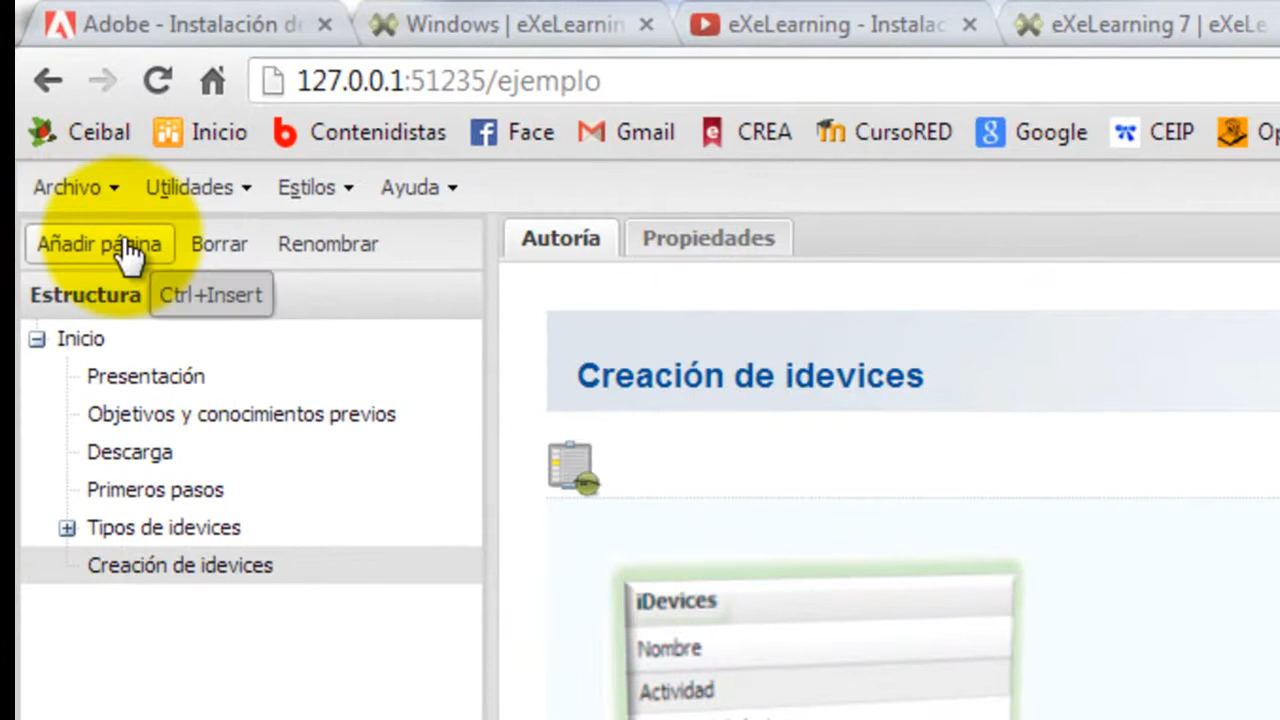 Adobe - Instalación de
Windows | eXeLearnin
eXeLearning - Instalac
eXeLearning 7 | eXeLe
127.0.0.1:51235/ejemplo
Ceibal Inicio Contenidistas Face Gmail CREA CursoRED Google CEIP Op
Archivo Utilidades Estilos Ayuda
Añadir página Borrar Renombrar
Autoría Propiedades
Estructura Ctrl+Insert
Inicio
Presentación
Objetivos y conocimientos previos
Descarga
Primeros pasos
Tipos de idevices
Creación de idevices
Creación de idevices
iDevices
Nombre
Actividad